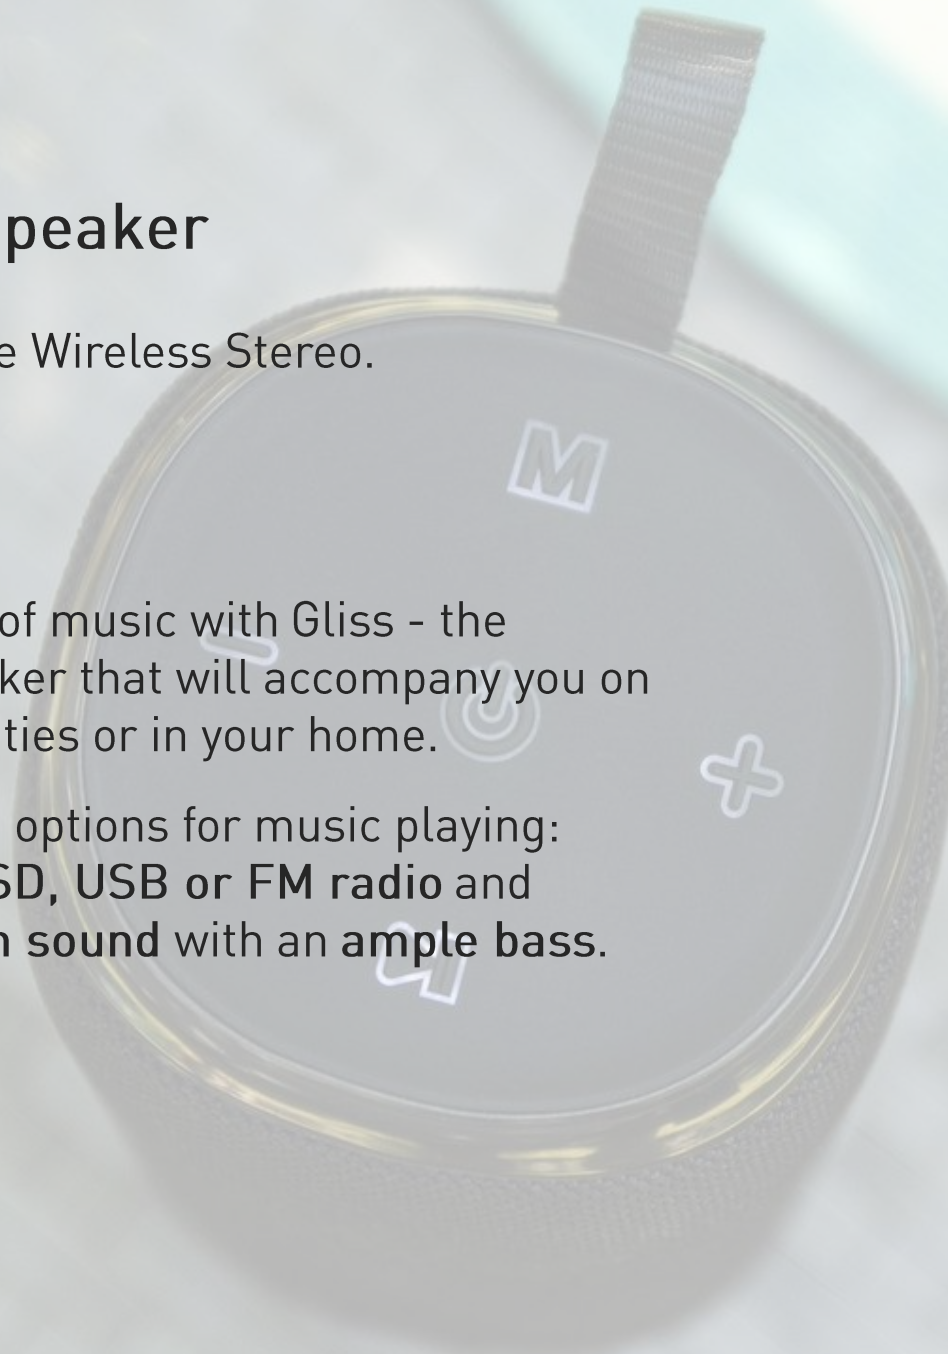 peaker
e Wireless Stereo.
M
of music with Gliss - the
ker that will accompany you on
ties or in your home.
options for music playing:
SD, USB or FM radio and
n sound with an ample bass.